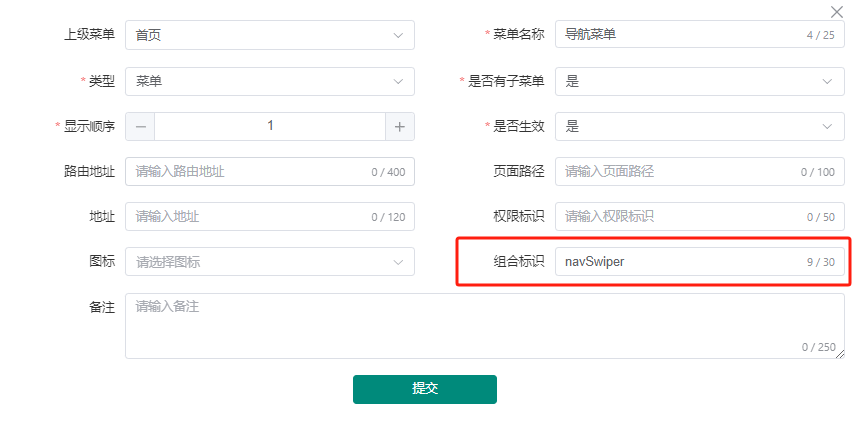 上级菜单 首页 * 菜单名称 导航菜单 4 / 25
* 类型 菜单 * 是否有子菜单 是
* 显示顺序 − 1 + * 是否生效 是
路由地址 请输入路由地址 0 / 400 页面路径 请输入页面路径 0 / 100
地址 请输入地址 0 / 120 权限标识 请输入权限标识 0 / 50
图标 请选择图标 组合标识 navSwiper 9 / 30
备注 请输入备注
0 / 250
提交